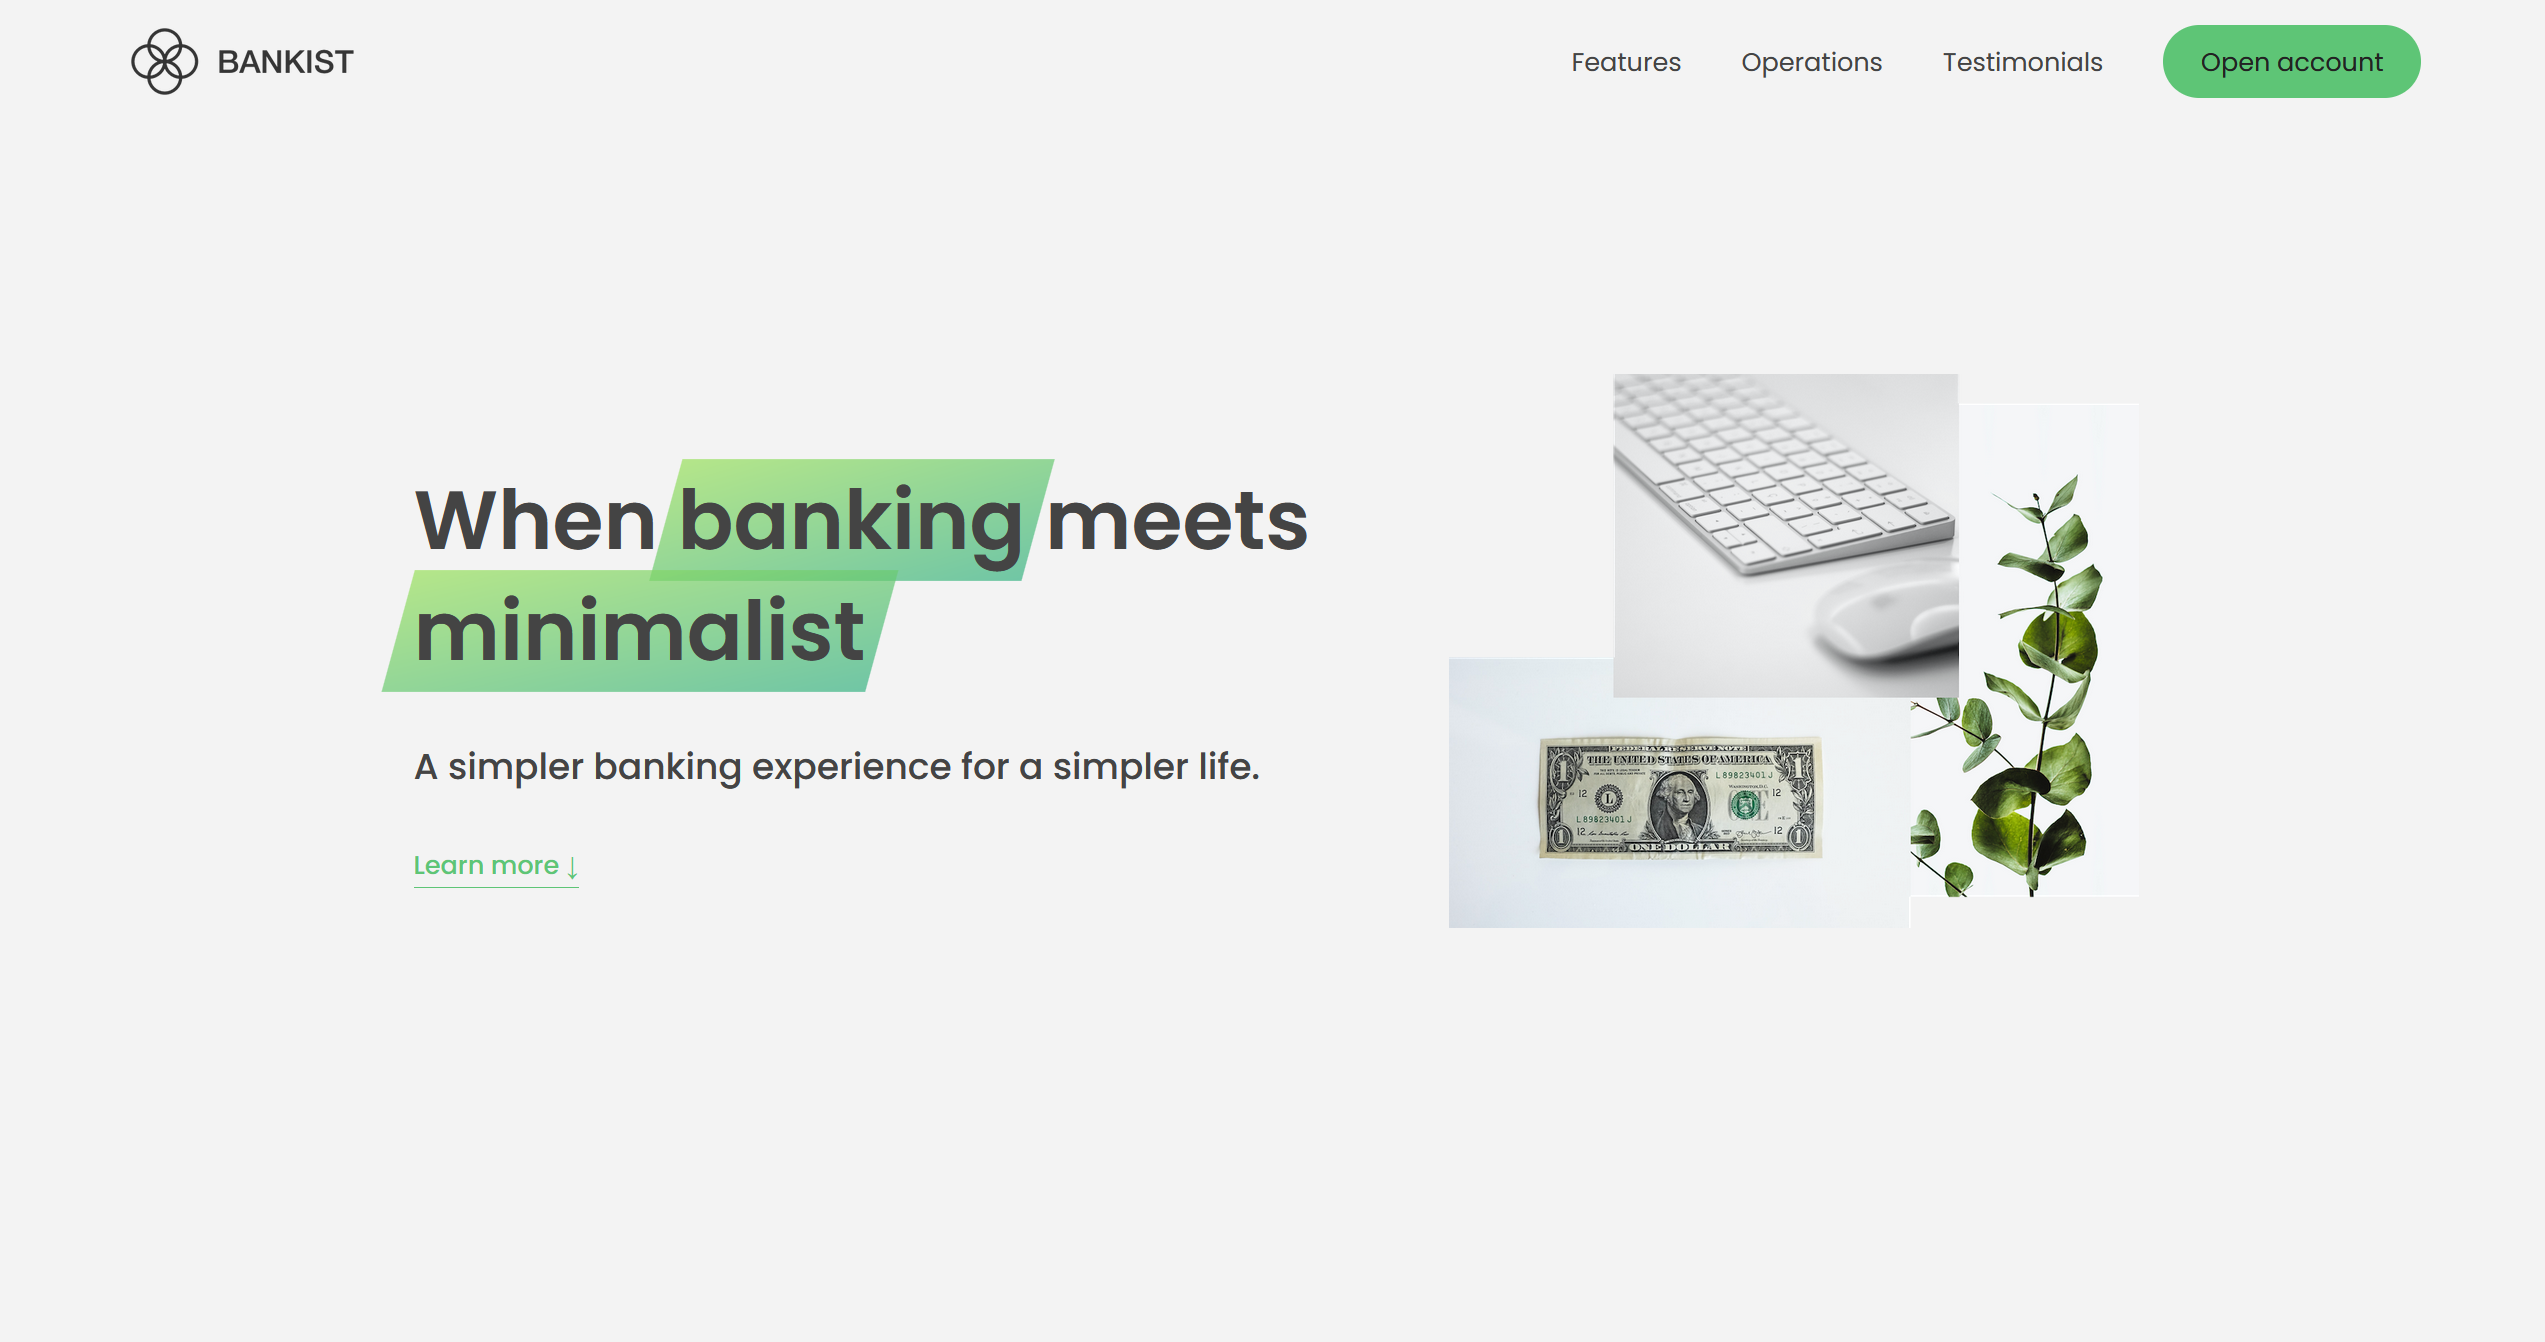 BANKIST
Features
Operations
Testimonials
Open account
When banking meets
minimalist
A simpler banking experience for a simpler life.
Learn more ↓
FEDERAL RESERVE NOTE
THE UNITED STATES OF AMERICA
L 89823401 J
WASHINGTON, D.C.
12
12
L
L 89823401 J
12
12
1
1
1
1
ONE DOLLAR